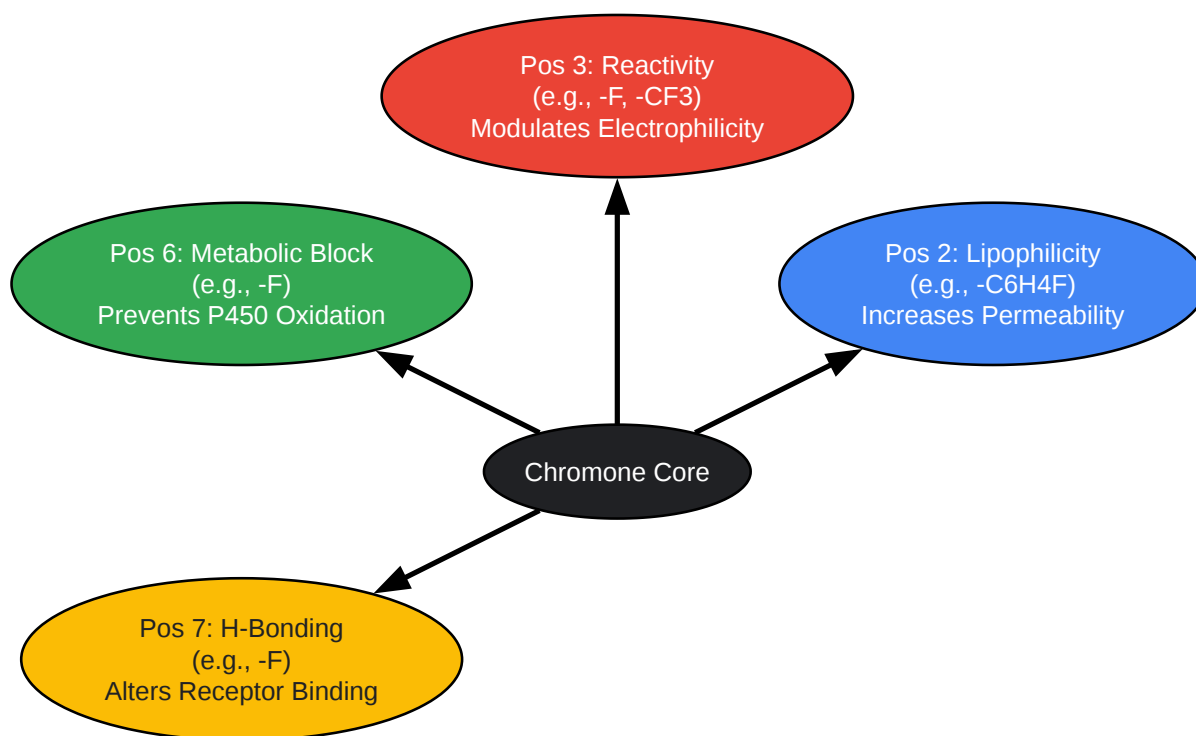 Pos 3: Reactivity
(e.g., -F, -CF3)
Modulates Electrophilicity
Pos 6: Metabolic Block
(e.g., -F)
Prevents P450 Oxidation
Pos 2: Lipophilicity
(e.g., -C6H4F)
Increases Permeability
Chromone Core
Pos 7: H-Bonding
(e.g., -F)
Alters Receptor Binding